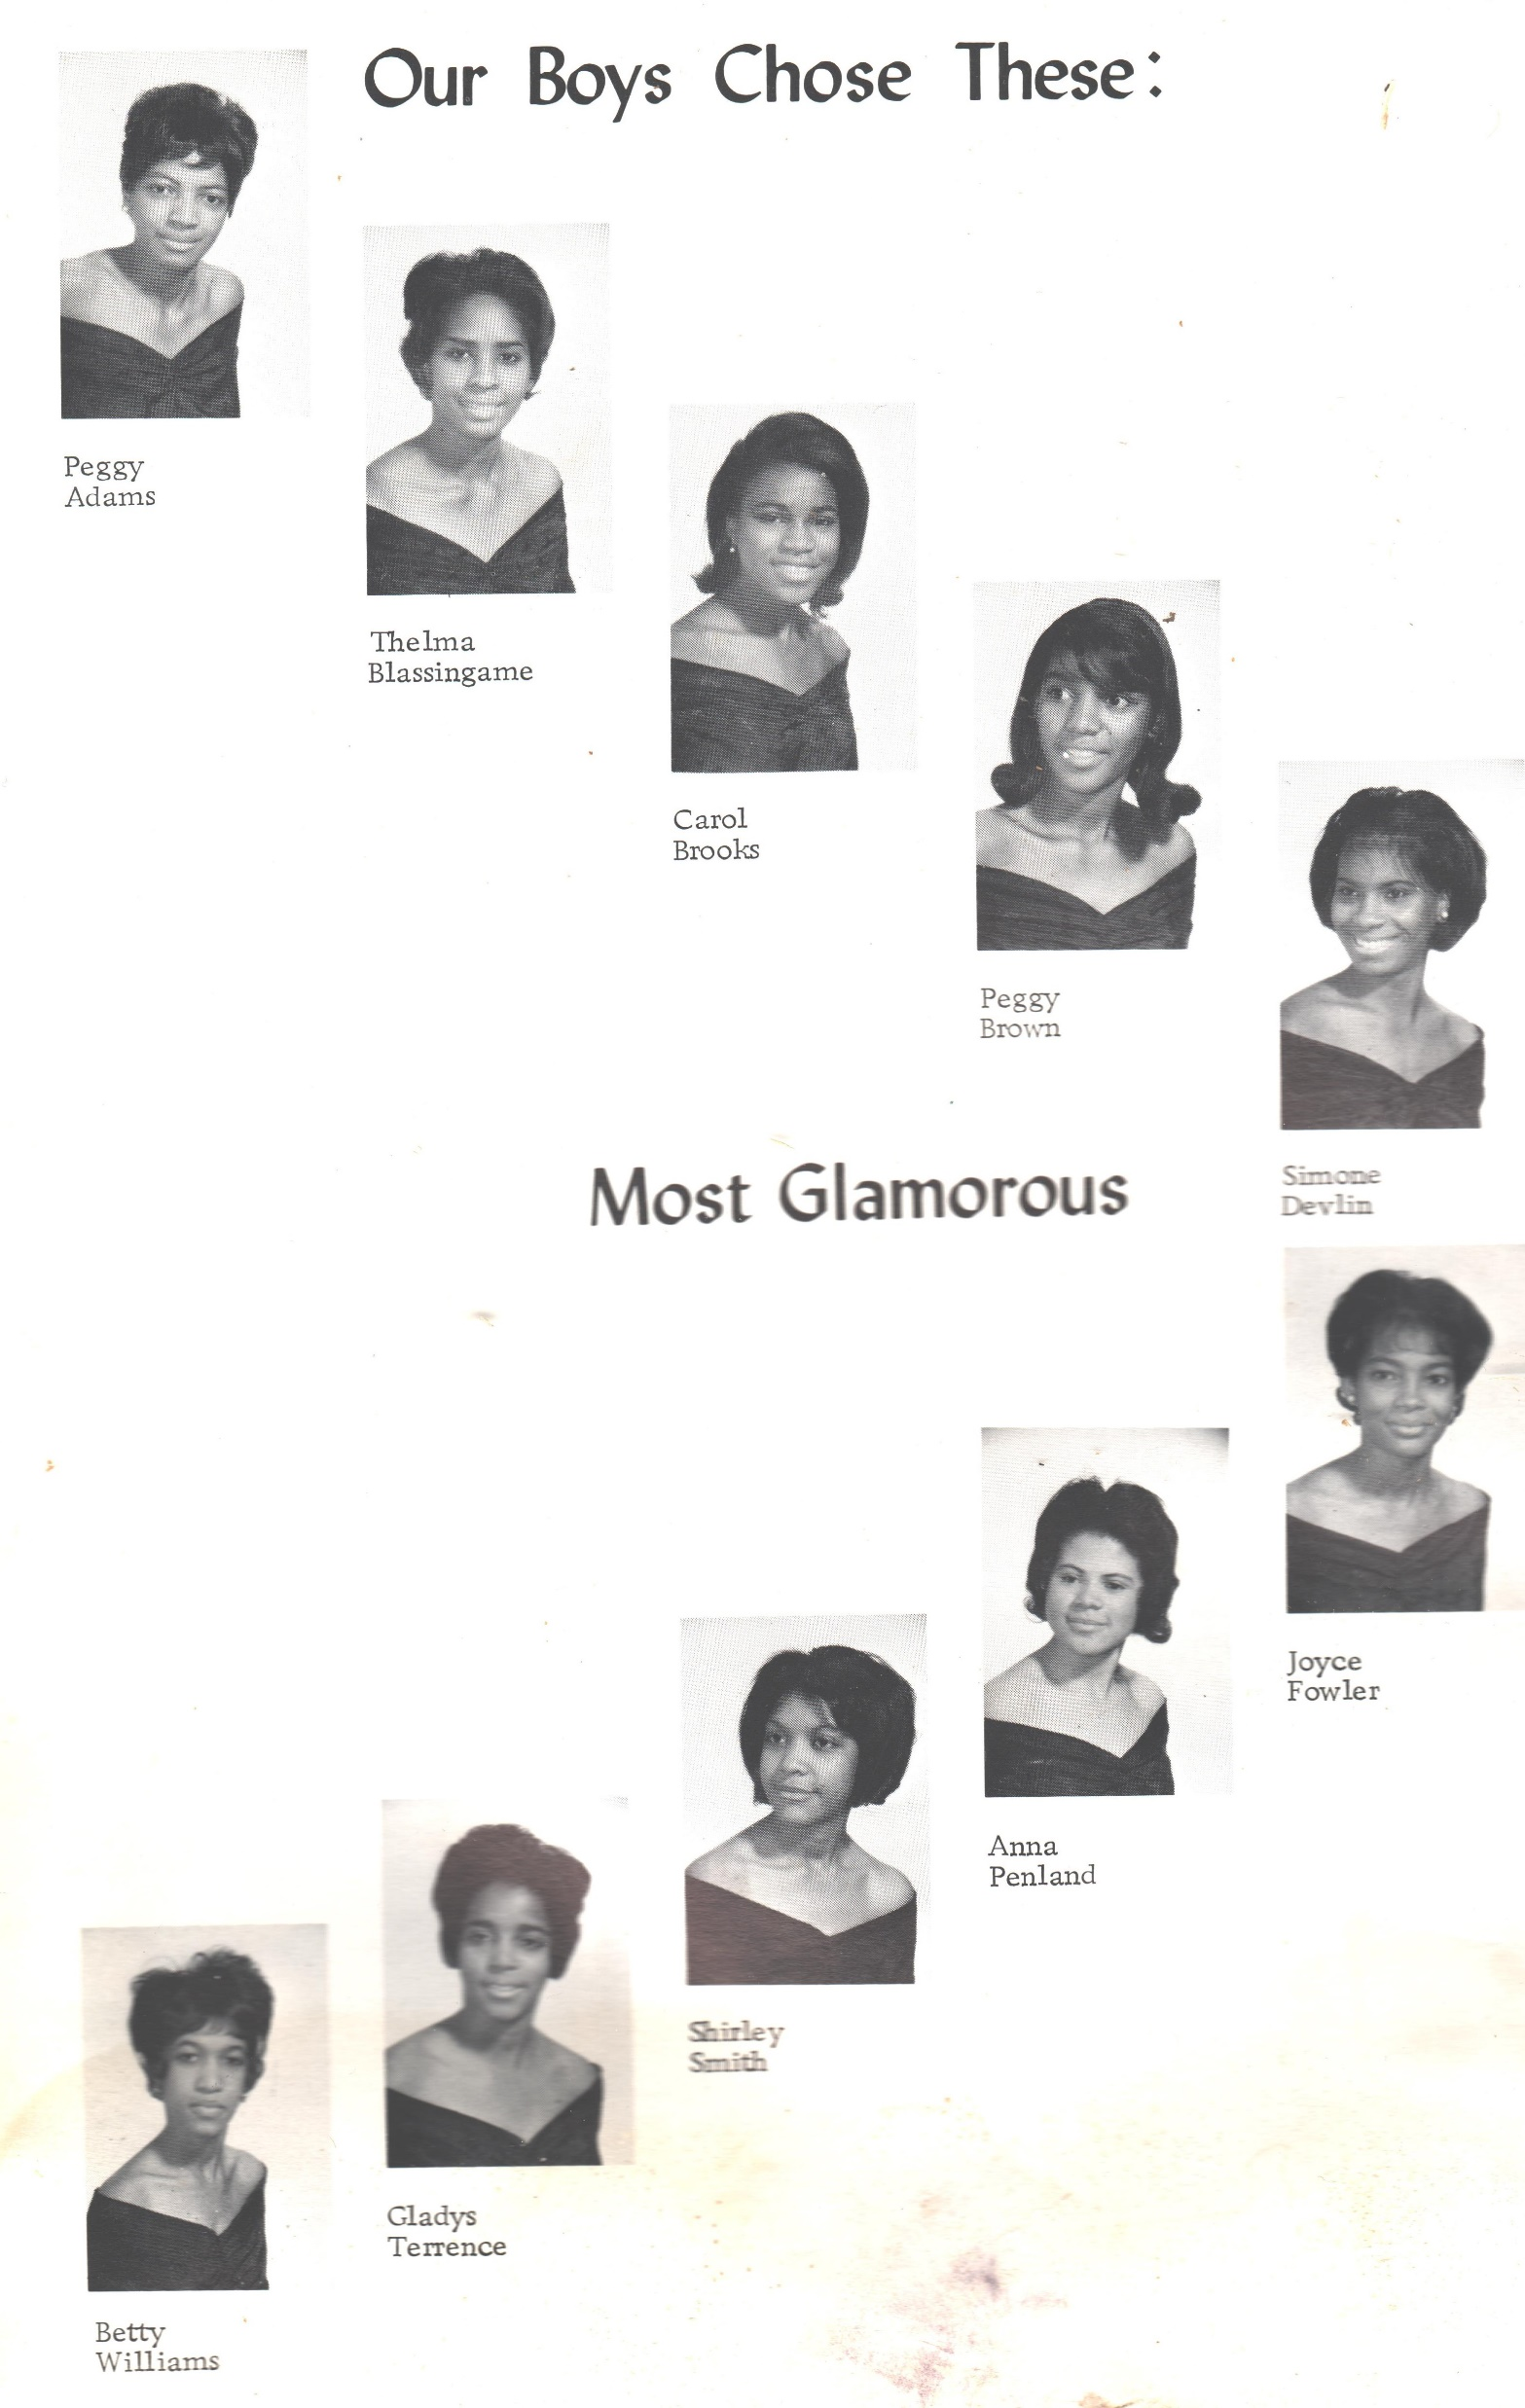 Our Boys Chose These:
Peggy
Adams
Thelma
Blassingame
Carol
Brooks
Peggy
Brown
Simone
Devlin
Most Glamorous
Joyce
Fowler
Anna
Penland
Shirley
Smith
Gladys
Terrence
Betty
Williams